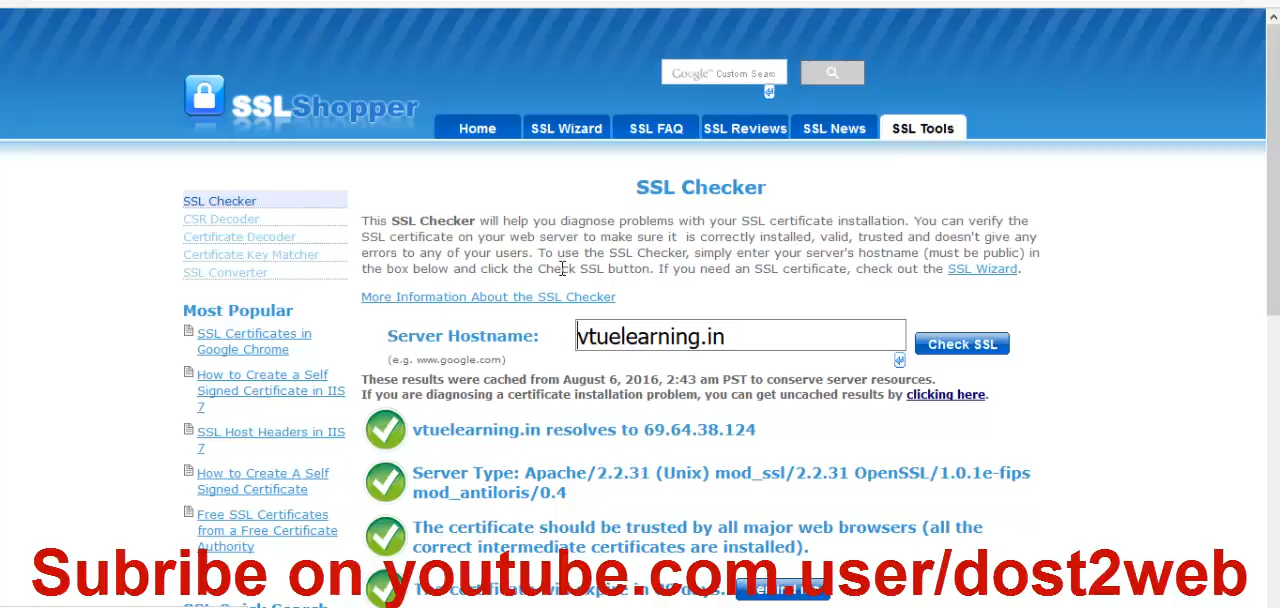 Google™ Custom Searc
SSLShopper
Home
SSL Wizard
SSL FAQ
SSL Reviews
SSL News
SSL Tools
SSL Checker
CSR Decoder
Certificate Decoder
Certificate Key Matcher
SSL Converter
Most Popular
SSL Certificates in
Google Chrome
How to Create a Self
Signed Certificate in IIS
7
SSL Host Headers in IIS
7
How to Create A Self
Signed Certificate
Free SSL Certificates
from a Free Certificate
Authority
SSL Checker
This SSL Checker will help you diagnose problems with your SSL certificate installation. You can verify the
SSL certificate on your web server to make sure it is correctly installed, valid, trusted and doesn't give any
errors to any of your users. To use the SSL Checker, simply enter your server's hostname (must be public) in
the box below and click the Check SSL button. If you need an SSL certificate, check out the SSL Wizard.
More Information About the SSL Checker
Server Hostname:
(e.g. www.google.com)
vtuelearning.in
Check SSL
These results were cached from August 6, 2016, 2:43 am PST to conserve server resources.
If you are diagnosing a certificate installation problem, you can get uncached results by clicking here.
vtuelearning.in resolves to 69.64.38.124
Server Type: Apache/2.2.31 (Unix) mod_ssl/2.2.31 OpenSSL/1.0.1e-fips
mod_antiloris/0.4
The certificate should be trusted by all major web browsers (all the
correct intermediate certificates are installed).
Subribe on youtube.com user/dost2web